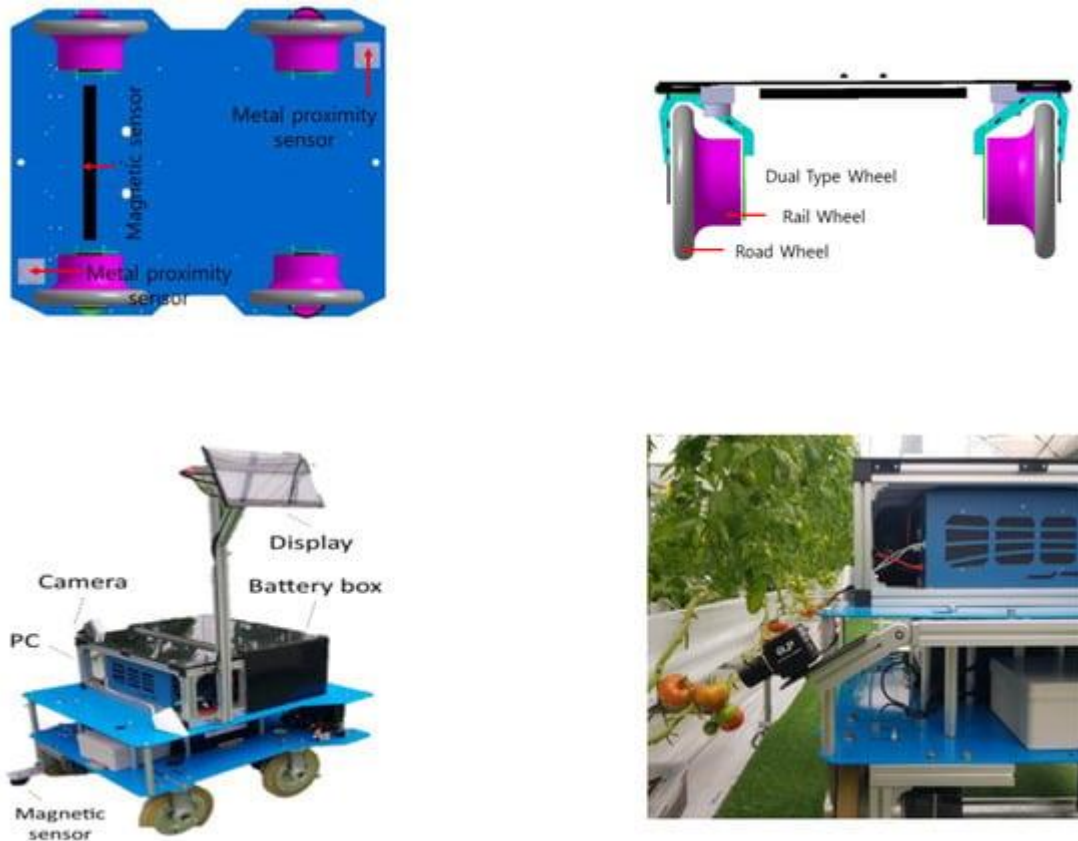 Metal proximity
sensor
Magnetic sensor
Metal proximity
sensor
Dual Type Wheel
Rail Wheel
Road Wheel
Display
Camera
Battery box
PC
Magnetic
sensor